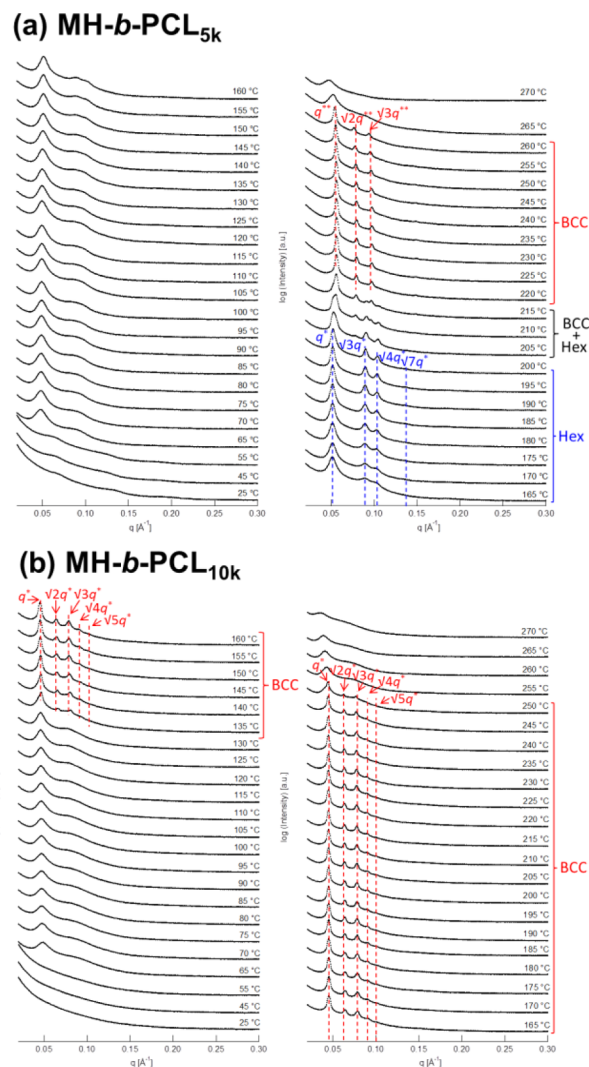 (a) MH-b-PCL5k
160 °C
155 °C
150 °C
145 °C
140 °C
135 °C
130 °C
125 °C
120 °C
115 °C
110 °C
105 °C
100 °C
95 °C
90 °C
85 °C
80 °C
75 °C
70 °C
65 °C
55 °C
45 °C
25 °C
0.05 0.10 0.15 0.20 0.25 0.30
q [A⁻¹]
log (Intensity) [a.u.]
270 °C
265 °C
260 °C
255 °C
250 °C
245 °C
240 °C
235 °C
230 °C
225 °C
220 °C
215 °C
210 °C
205 °C
200 °C
195 °C
190 °C
185 °C
180 °C
175 °C
170 °C
165 °C
q** √2q** √3q**
BCC
BCC
+
Hex
q* √3q* √4q* √7q*
Hex
0.05 0.10 0.15 0.20 0.25 0.30
q [A⁻¹]
(b) MH-b-PCL10k
q* √2q* √3q*
√4q*
√5q*
160 °C
155 °C
150 °C
145 °C
140 °C
135 °C
BCC
130 °C
125 °C
120 °C
115 °C
110 °C
105 °C
100 °C
95 °C
90 °C
85 °C
80 °C
75 °C
70 °C
65 °C
55 °C
45 °C
25 °C
0.05 0.10 0.15 0.20 0.25 0.30
q [A⁻¹]
log (Intensity) [a.u.]
270 °C
265 °C
260 °C
255 °C
q* √2q* √3q* √4q*
√5q*
250 °C
245 °C
240 °C
235 °C
230 °C
225 °C
220 °C
215 °C
210 °C
205 °C
200 °C
195 °C
190 °C
185 °C
180 °C
175 °C
170 °C
165 °C
BCC
0.05 0.10 0.15 0.20 0.25 0.30
q [A⁻¹]